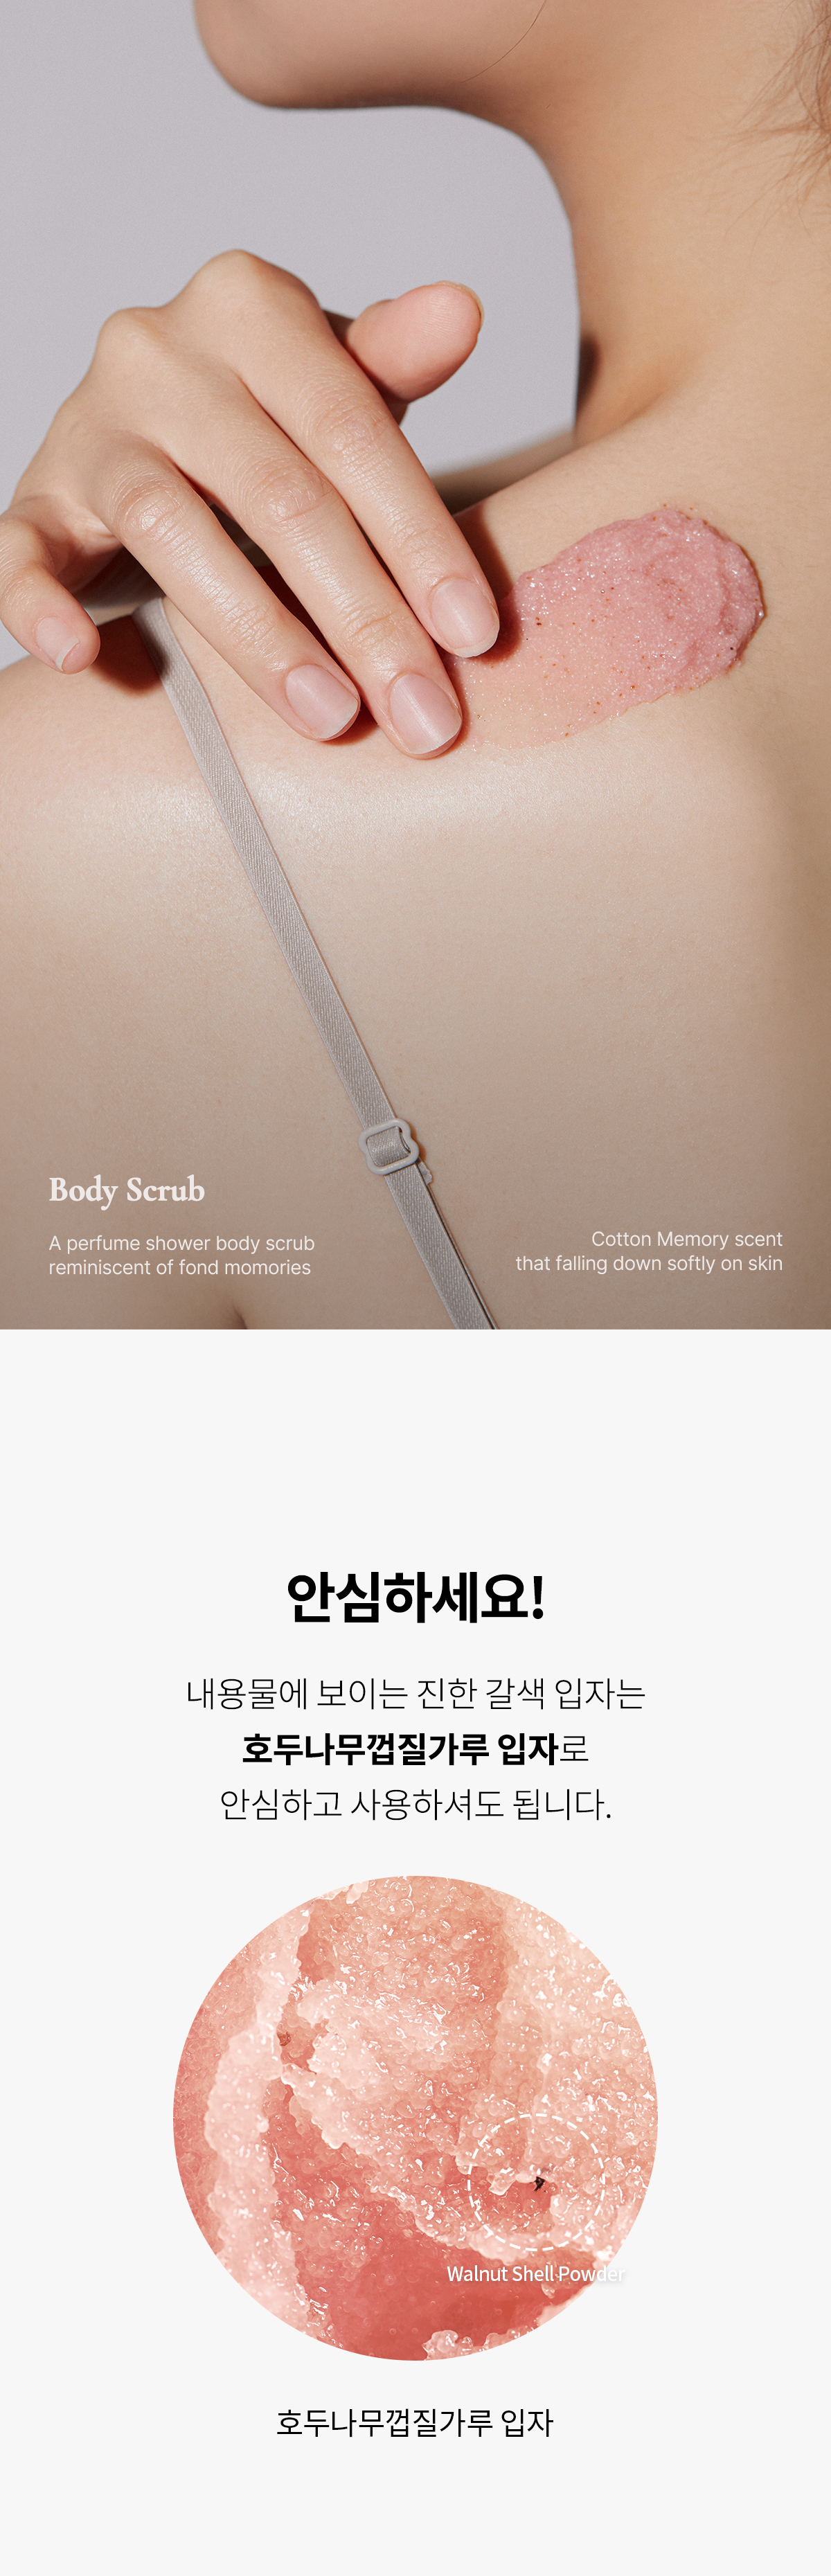 Body Scrub
A perfume shower body scrub
reminiscent of fond momories
Cotton Memory scent
that falling down softly on skin
안심하세요!
내용물에 보이는 진한 갈색 입자는
호두나무껍질가루 입자로
안심하고 사용하셔도 됩니다.
Walnut Shell Powder
호두나무껍질가루 입자